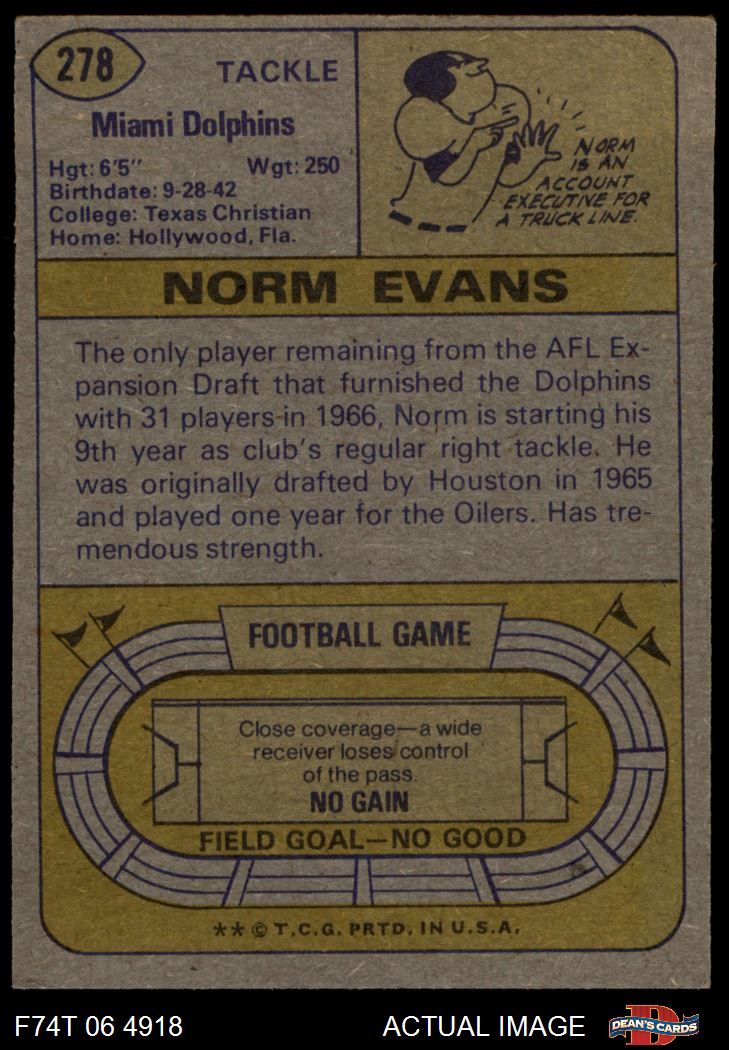 278
TACKLE
Miami Dolphins
Hgt: 6'5" Wgt: 250
Birthdate: 9-28-42
College: Texas Christian
Home: Hollywood, Fla.
NORM
IS AN
ACCOUNT
EXECUTIVE FOR
A TRUCK LINE.
NORM EVANS
The only player remaining from the AFL Ex-
pansion Draft that furnished the Dolphins
with 31 players in 1966, Norm is starting his
9th year as club's regular right tackle. He
was originally drafted by Houston in 1965
and played one year for the Oilers. Has tre-
mendous strength.
FOOTBALL GAME
Close coverage—a wide
receiver loses control
of the pass.
NO GAIN
FIELD GOAL—NO GOOD
** © T.C.G. PRTD. IN U.S.A.
F74T 06 4918 ACTUAL IMAGE
D
DEAN'S CARDS